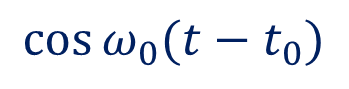 cos ω₀(t − t₀)